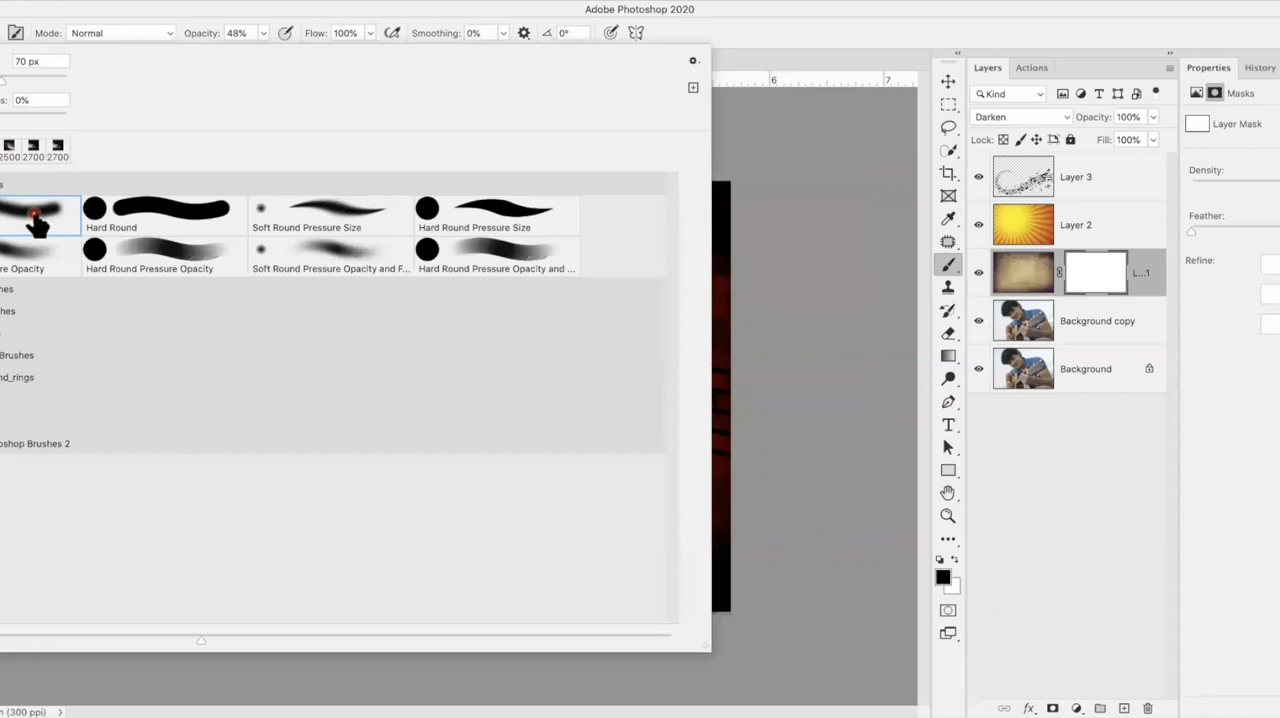 Adobe Photoshop 2020
Mode: Normal Opacity: 48% Flow: 100% Smoothing: 0% 0°
70 px
s: 0%
2500 2700 2700
s
Hard Round Soft Round Pressure Size Hard Round Pressure Size
re Opacity Hard Round Pressure Opacity Soft Round Pressure Opacity and F... Hard Round Pressure Opacity and ...
hes
hes
Brushes
nd_rings
oshop Brushes 2
6 7
Layers Actions
Kind
Darken Opacity: 100%
Lock: Fill: 100%
Layer 3
Layer 2
L...1
Background copy
Background
Properties History
Masks
Layer Mask
Density:
Feather:
Refine:
n (300 ppi)